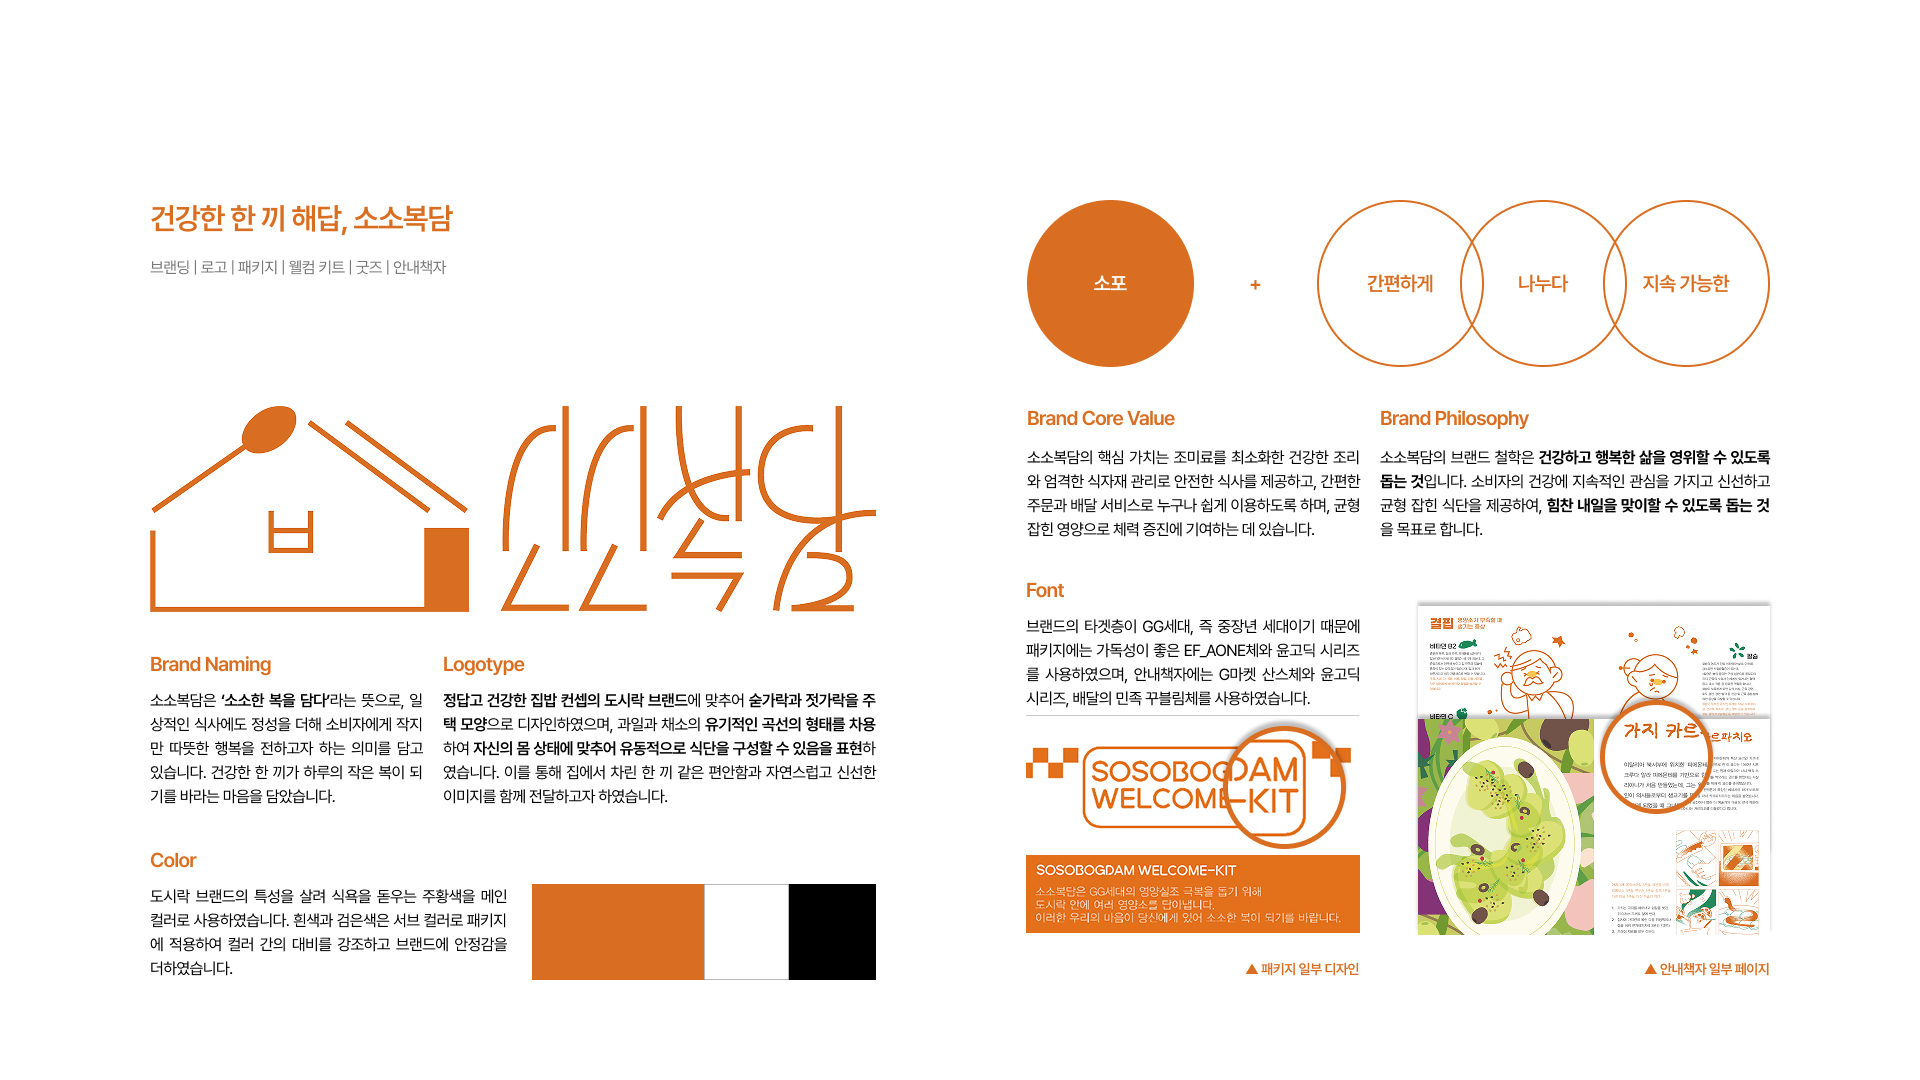 건강한 한 끼 해답, 소소복담
브랜딩 | 로고 | 패키지 | 웰컴 키트 | 굿즈 | 안내책자
ㅂ
소소복담
Brand Naming
소소복담은 ‘소소한 복을 담다’라는 뜻으로, 일
상적인 식사에도 정성을 더해 소비자에게 작지
만 따뜻한 행복을 전하고자 하는 의미를 담고
있습니다. 건강한 한 끼가 하루의 작은 복이 되
기를 바라는 마음을 담았습니다.
Logotype
정답고 건강한 집밥 컨셉의 도시락 브랜드에 맞추어 숟가락과 젓가락을 주
택 모양으로 디자인하였으며, 과일과 채소의 유기적인 곡선의 형태를 차용
하여 자신의 몸 상태에 맞추어 유동적으로 식단을 구성할 수 있음을 표현하
였습니다. 이를 통해 집에서 차린 한 끼 같은 편안함과 자연스럽고 신선한
이미지를 함께 전달하고자 하였습니다.
Color
도시락 브랜드의 특성을 살려 식욕을 돋우는 주황색을 메인
컬러로 사용하였습니다. 흰색과 검은색은 서브 컬러로 패키지
에 적용하여 컬러 간의 대비를 강조하고 브랜드에 안정감을
더하였습니다.
소포
+
간편하게
나누다
지속 가능한
Brand Core Value
소소복담의 핵심 가치는 조미료를 최소화한 건강한 조리
와 엄격한 식자재 관리로 안전한 식사를 제공하고, 간편한
주문과 배달 서비스로 누구나 쉽게 이용하도록 하며, 균형
잡힌 영양으로 체력 증진에 기여하는 데 있습니다.
Brand Philosophy
소소복담의 브랜드 철학은 건강하고 행복한 삶을 영위할 수 있도록
돕는 것입니다. 소비자의 건강에 지속적인 관심을 가지고 신선하고
균형 잡힌 식단을 제공하여, 힘찬 내일을 맞이할 수 있도록 돕는 것
을 목표로 합니다.
Font
브랜드의 타겟층이 GG세대, 즉 중장년 세대이기 때문에
패키지에는 가독성이 좋은 EF_AONE체와 윤고딕 시리즈
를 사용하였으며, 안내책자에는 G마켓 산스체와 윤고딕
시리즈, 배달의 민족 꾸블림체를 사용하였습니다.
SOSOBOGDAM
WELCOME-KIT
SOSOBOGDAM WELCOME-KIT
소소복담은 GG세대의 영양실조 극복을 돕기 위해
도시락 안에 여러 영양소를 담아냅니다.
이러한 우리의 마음이 당신에게 있어 소소한 복이 되기를 바랍니다.
▲ 패키지 일부 디자인
결핍
영양소가 부족할 때
생기는 증상
비타민 B2
비타민 C
가지 카르
르파치오
▲ 안내책자 일부 페이지